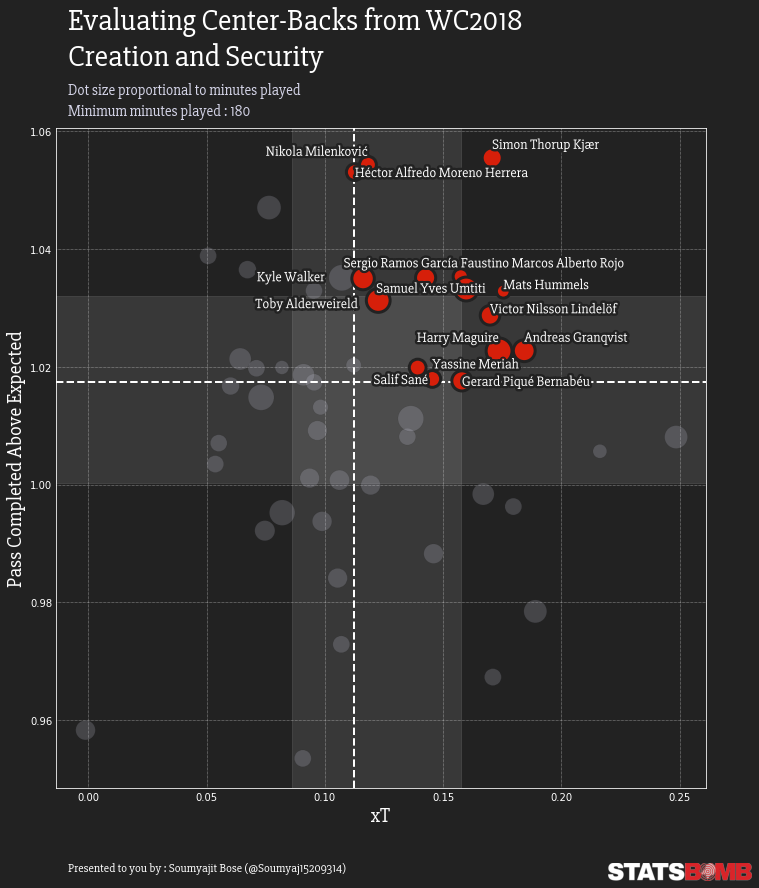 Evaluating Center-Backs from WC2018
Creation and Security
Dot size proportional to minutes played
Minimum minutes played : 180
1.06
Simon Thorup Kjær
Nikola Milenković
Héctor Alfredo Moreno Herrera
1.04
Sergio Ramos García Faustino Marcos Alberto Rojo
Kyle Walker
Samuel Yves Umtiti Mats Hummels
Toby Alderweireld
Victor Nilsson Lindelöf
Harry Maguire Andreas Granqvist
1.02
Yassine Meriah
Salif Sané Gerard Piqué Bernabéu
Pass Completed Above Expected
1.00
0.98
0.96
0.00 0.05 0.10 0.15 0.20 0.25
xT
Presented to you by : Soumyajit Bose (@Soumyaj15209314)
STATSBOMB